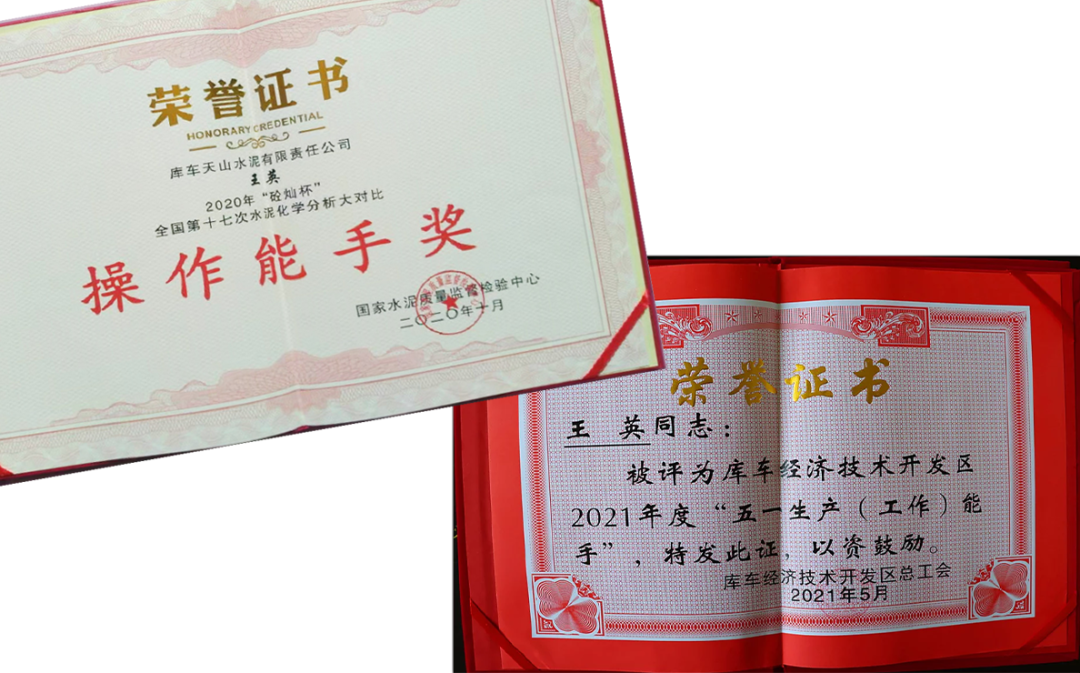 荣誉证书
HONORARY CREDENTIAL
库车天山水泥有限责任公司
王英
2020年“砼灿杯”
全国第十七次水泥化学分析大对比
操作能手奖
国家水泥质量监督检验中心
二〇二〇年十月
荣誉证书
王 英同志：
被评为库车经济技术开发区
2021年度“五一生产（工作）能
手”，特发此证，以资鼓励。
库车经济技术开发区总工会
2021年5月